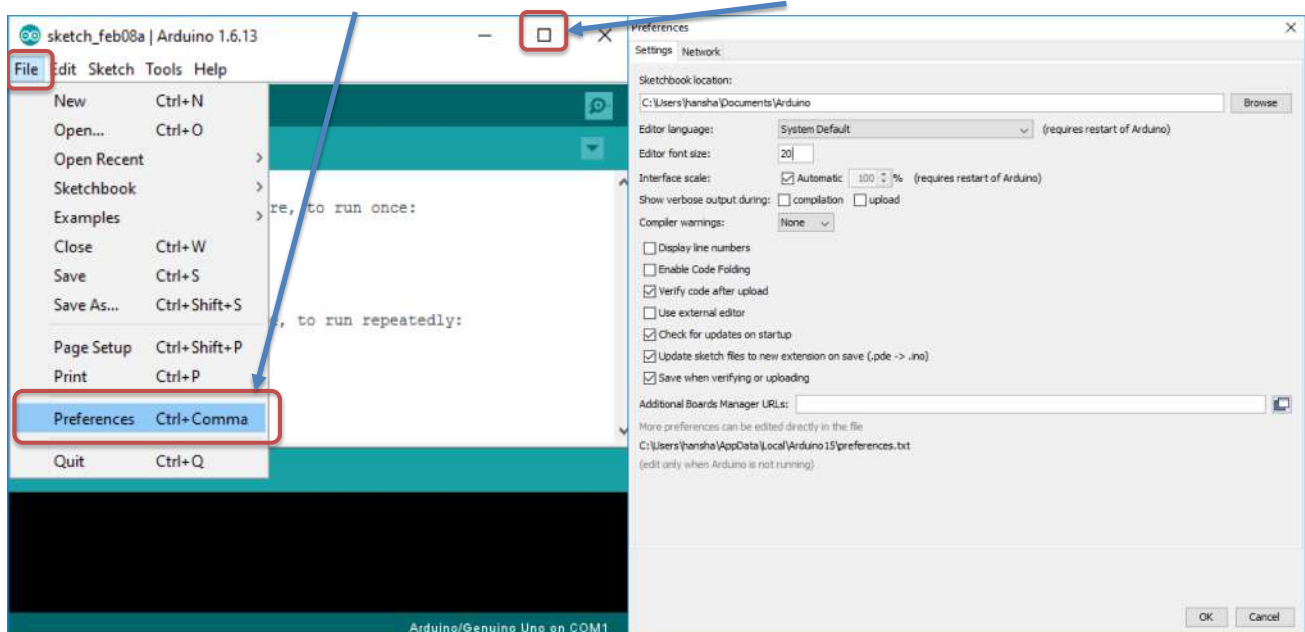 sketch_feb08a | Arduino 1.6.13
File Edit Sketch Tools Help
New Ctrl+N
Open... Ctrl+O
Open Recent
Sketchbook
Examples
Close Ctrl+W
Save Ctrl+S
Save As... Ctrl+Shift+S
Page Setup Ctrl+Shift+P
Print Ctrl+P
Preferences Ctrl+Comma
Quit Ctrl+Q
re, to run once:
, to run repeatedly:
Arduino/Genuino Uno on COM1
Preferences
Settings Network
Sketchbook location:
C:\Users\hansha\Documents\Arduino Browse
Editor language: System Default (requires restart of Arduino)
Editor font size: 20
Interface scale: Automatic 100 % (requires restart of Arduino)
Show verbose output during: compilation upload
Compiler warnings: None
Display line numbers
Enable Code Folding
Verify code after upload
Use external editor
Check for updates on startup
Update sketch files to new extension on save (.pde -> .ino)
Save when verifying or uploading
Additional Boards Manager URLs:
More preferences can be edited directly in the file
C:\Users\hansha\AppData\Local\Arduino15\preferences.txt
(edit only when Arduino is not running)
OK Cancel